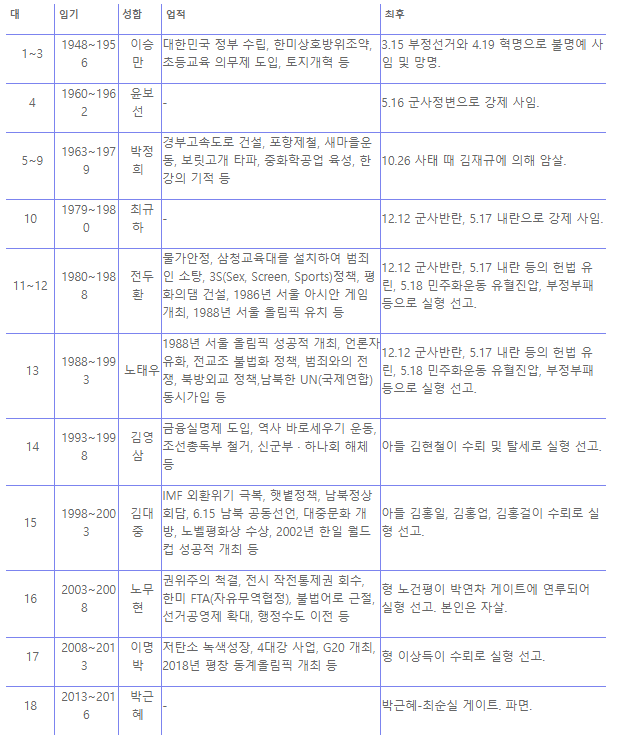 대 임기 성함 업적 최후
1~3
1948~195
6
이승
만
대한민국 정부 수립, 한미상호방위조약,
초등교육 의무제 도입, 토지개혁 등
3.15 부정선거와 4.19 혁명으로 불명예 사
임 및 망명.
4
1960~196
2
윤보
선
-
5.16 군사정변으로 강제 사임.
5~9
1963~197
9
박정
희
경부고속도로 건설, 포항제철, 새마을운
동, 보릿고개 타파, 중화학공업 육성, 한
강의 기적 등
10.26 사태 때 김재규에 의해 암살.
10
1979~198
0
최규
하
-
12.12 군사반란, 5.17 내란으로 강제 사임.
11~12
1980~198
8
전두
환
물가안정, 삼청교육대를 설치하여 범죄
인 소탕, 3S(Sex, Screen, Sports)정책, 평
화의댐 건설, 1986년 서울 아시안 게임
개최, 1988년 서울 올림픽 유치 등
12.12 군사반란, 5.17 내란 등의 헌법 유
린, 5.18 민주화운동 유혈진압, 부정부패
등으로 실형 선고.
13
1988~199
3
노태우
1988년 서울 올림픽 성공적 개최, 언론자
유화, 전교조 불법화 정책, 범죄와의 전
쟁, 북방외교 정책,남북한 UN(국제연합)
동시가입 등
12.12 군사반란, 5.17 내란 등의 헌법 유
린, 5.18 민주화운동 유혈진압, 부정부패
등으로 실형 선고.
14
1993~199
8
김영
삼
금융실명제 도입, 역사 바로세우기 운동,
조선총독부 철거, 신군부 · 하나회 해체
등
아들 김현철이 수뢰 및 탈세로 실형 선고.
15
1998~200
3
김대
중
IMF 외환위기 극복, 햇볕정책, 남북정상
회담, 6.15 남북 공동선언, 대중문화 개
방, 노벨평화상 수상, 2002년 한일 월드
컵 성공적 개최 등
아들 김홍일, 김홍업, 김홍걸이 수뢰로 실
형 선고.
16
2003~200
8
노무
현
권위주의 척결, 전시 작전통제권 회수,
한미 FTA(자유무역협정), 불법어로 근절,
선거공영제 확대, 행정수도 이전 등
형 노건평이 박연차 게이트에 연루되어
실형 선고. 본인은 자살.
17
2008~201
3
이명
박
저탄소 녹색성장, 4대강 사업, G20 개최,
2018년 평창 동계올림픽 개최 등
형 이상득이 수뢰로 실형 선고.
18
2013~201
6
박근
혜
-
박근혜-최순실 게이트. 파면.